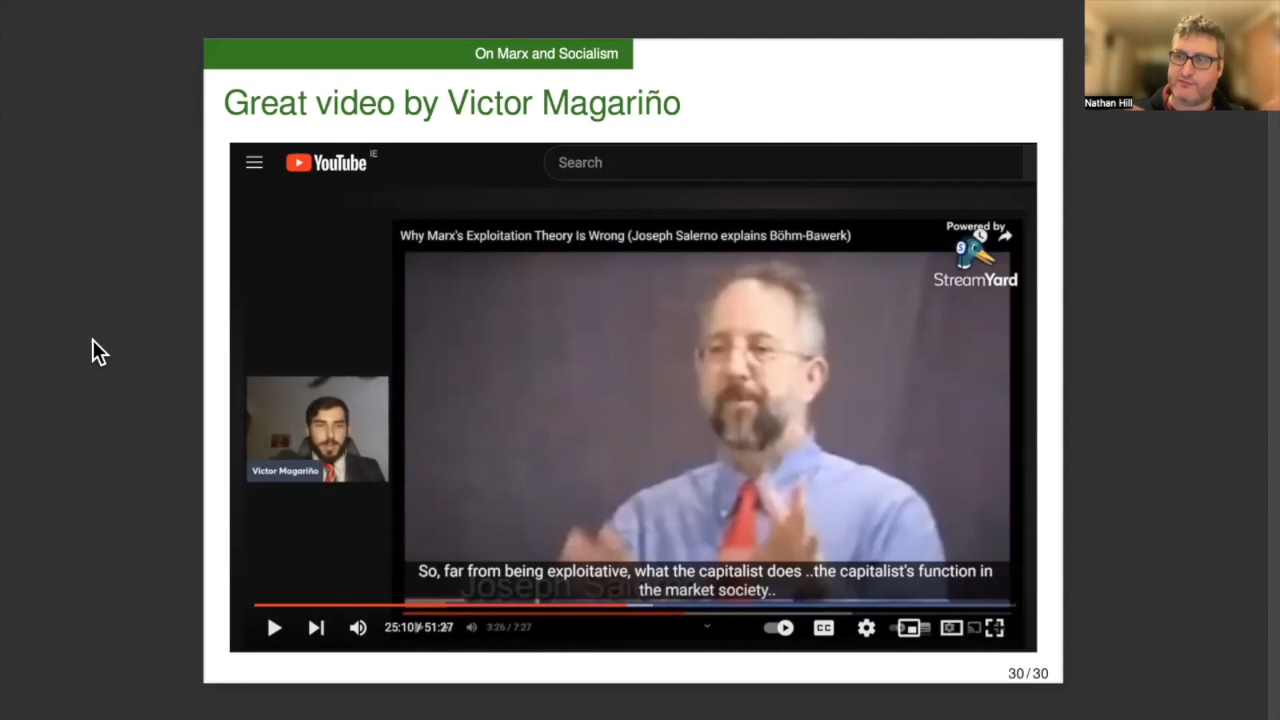 On Marx and Socialism
Great video by Victor Magariño
Nathan Hill
YouTube IE
Search
Why Marx's Exploitation Theory Is Wrong (Joseph Salerno explains Böhm-Bawerk)
Powered by
S
StreamYard
Victor Magariño
So, far from being exploitative, what the capitalist does ..the capitalist's function in
the market society..
25:10 / 51:27
3:26 / 7:27
CC
30/30